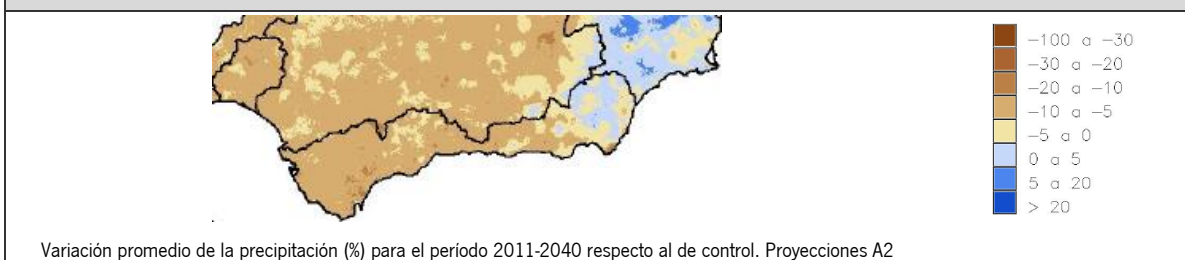 −100 a −30
−30 a −20
−20 a −10
−10 a −5
−5 a 0
0 a 5
5 a 20
> 20
Variación promedio de la precipitación (%) para el período 2011-2040 respecto al de control. Proyecciones A2